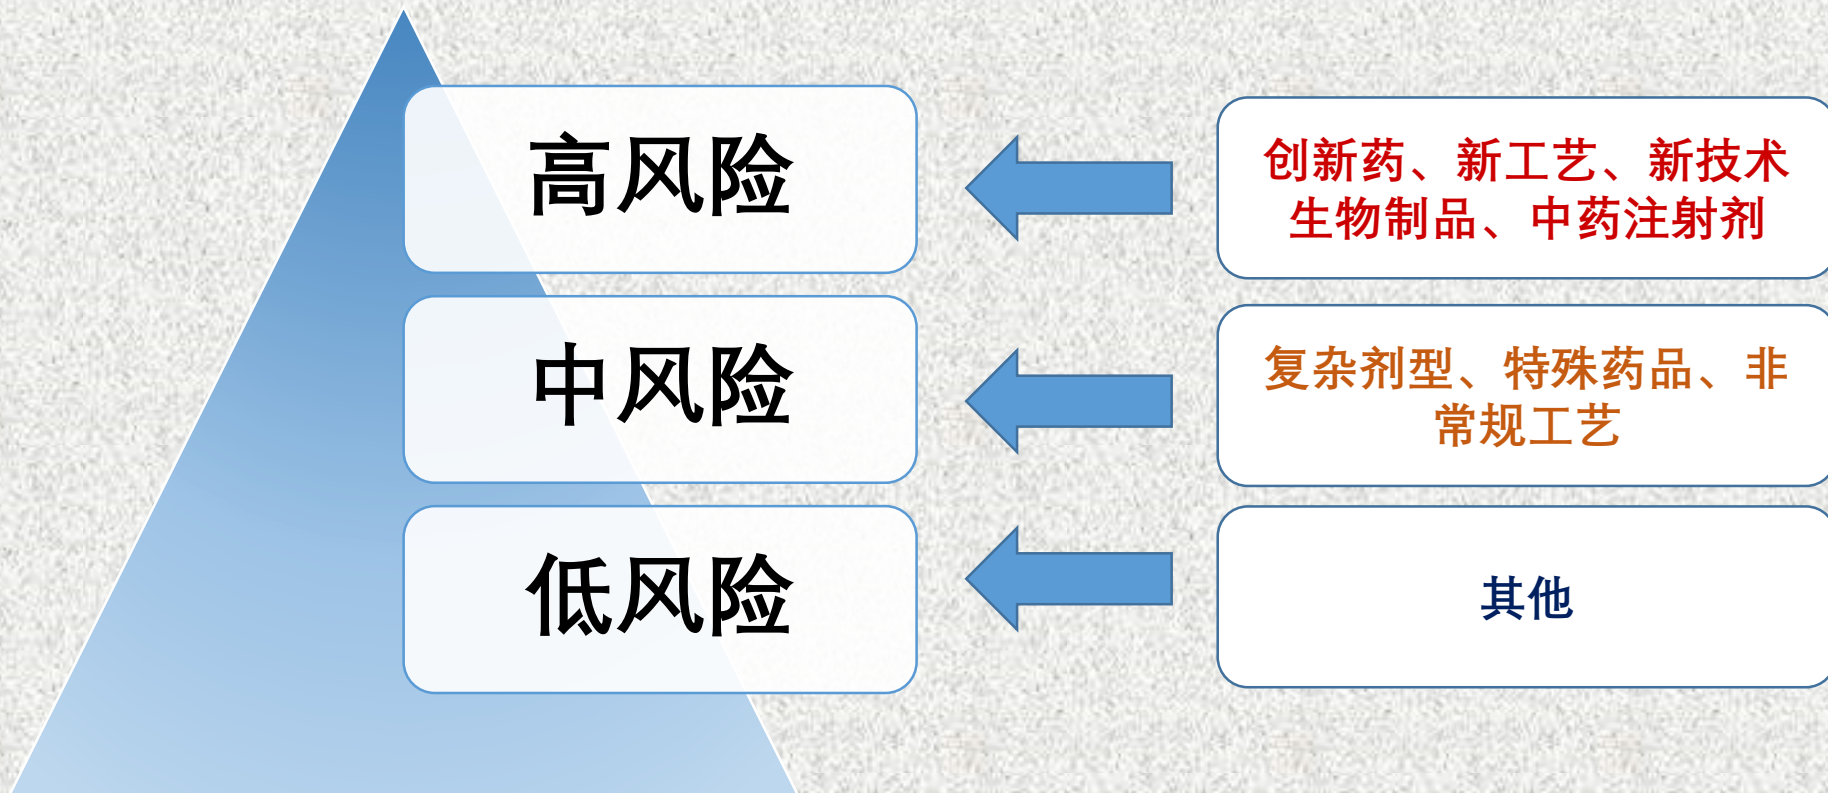 高风险
创新药、新工艺、新技术
生物制品、中药注射剂
中风险
复杂剂型、特殊药品、非
常规工艺
低风险
其他